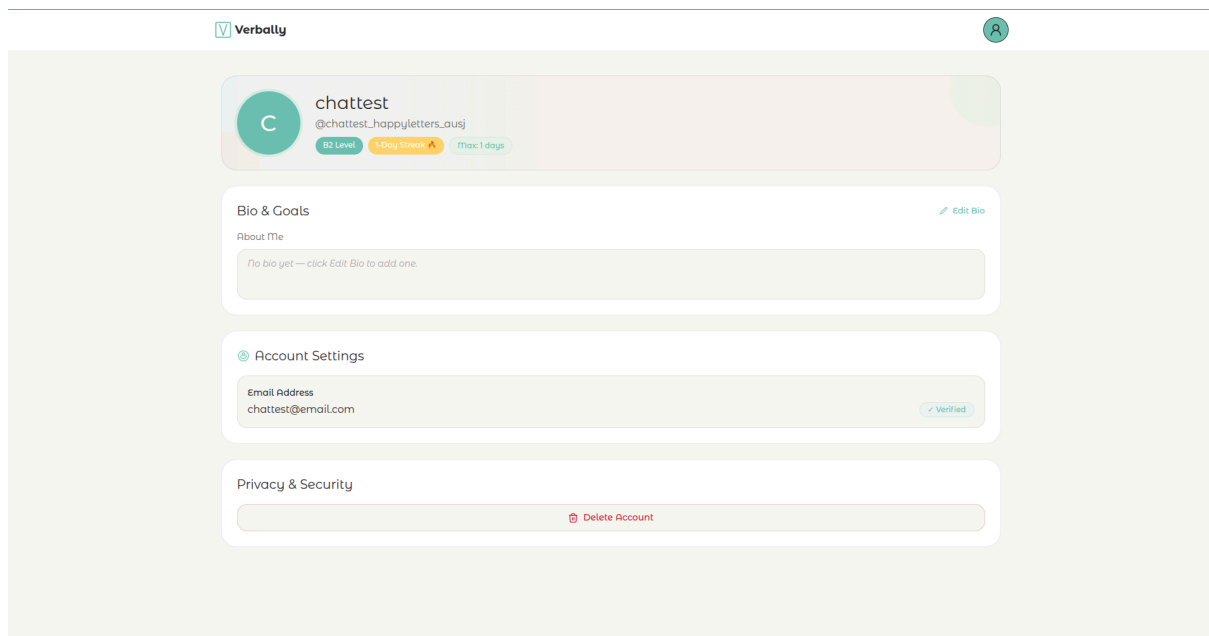 Verbally
C
chattest
@chattest_happyletters_ausj
B2 Level
1-Day Streak 🔥
Max: 1 days
Bio & Goals
Edit Bio
About Me
No bio yet — click Edit Bio to add one.
Account Settings
Email Address
chattest@email.com
✓ Verified
Privacy & Security
Delete Account